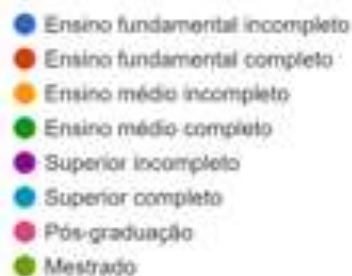 Ensino fundamental incompleto
Ensino fundamental completo
Ensino médio incompleto
Ensino médio completo
Superior incompleto
Superior completo
Pós-graduação
Mestrado